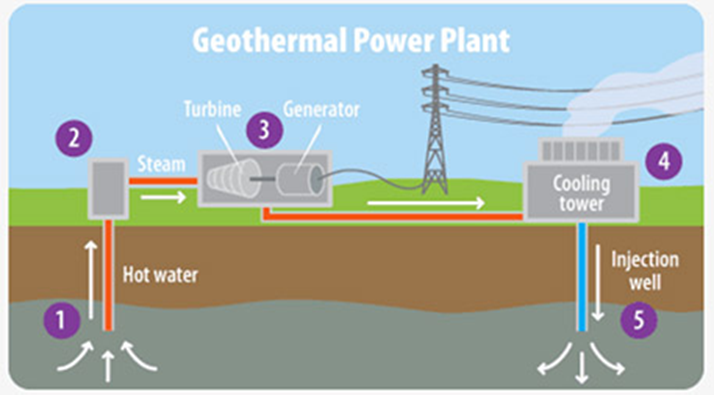 Geothermal Power Plant
Turbine
Generator
3
2
Steam
4
Cooling
tower
Hot water
Injection
well
1
5